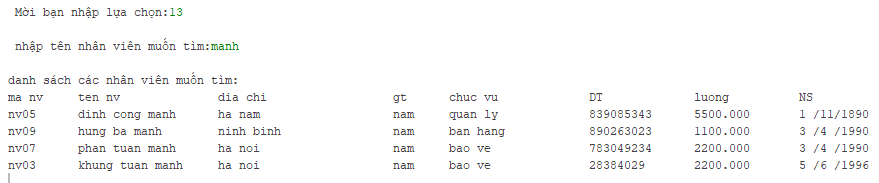 Mời bạn nhập lựa chọn:13
nhập tên nhân viên muốn tìm:manh
danh sách các nhân viên muốn tìm:
ma nv ten nv dia chi gt chuc vu DT luong NS
nv05 dinh cong manh ha nam nam quan ly 839085343 5500.000 1 /11/1890
nv09 hung ba manh ninh binh nam ban hang 890263023 1100.000 3 /4 /1990
nv07 phan tuan manh ha noi nam bao ve 783049234 2200.000 3 /4 /1990
nv03 khung tuan manh ha noi nam bao ve 28384029 2200.000 5 /6 /1996